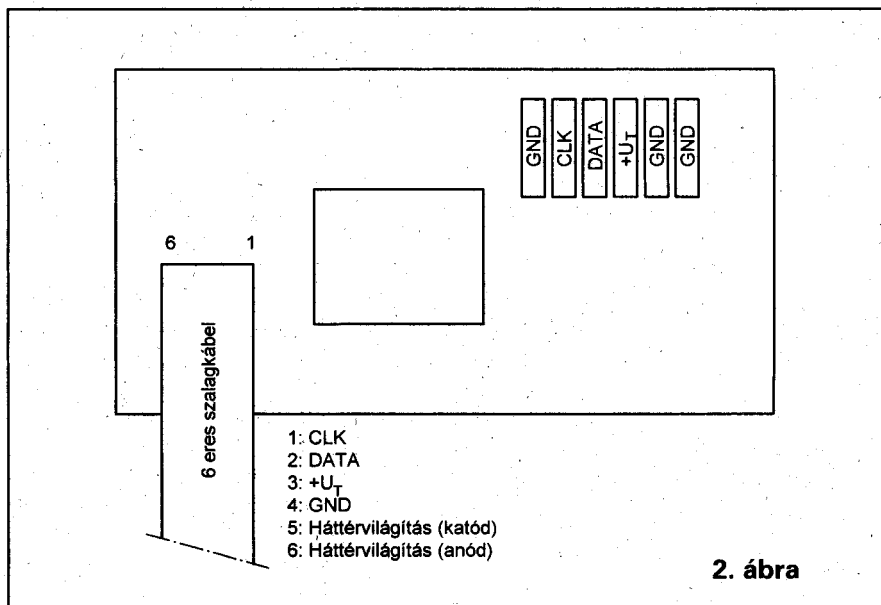 GND
CLK
DATA
+U_T
GND
GND
6 1
6 eres szalagkábel
1: CLK
2: DATA
3: +U_T
4: GND
5: Háttérvilágítás (katód)
6: Háttérvilágítás (anód)
2. ábra